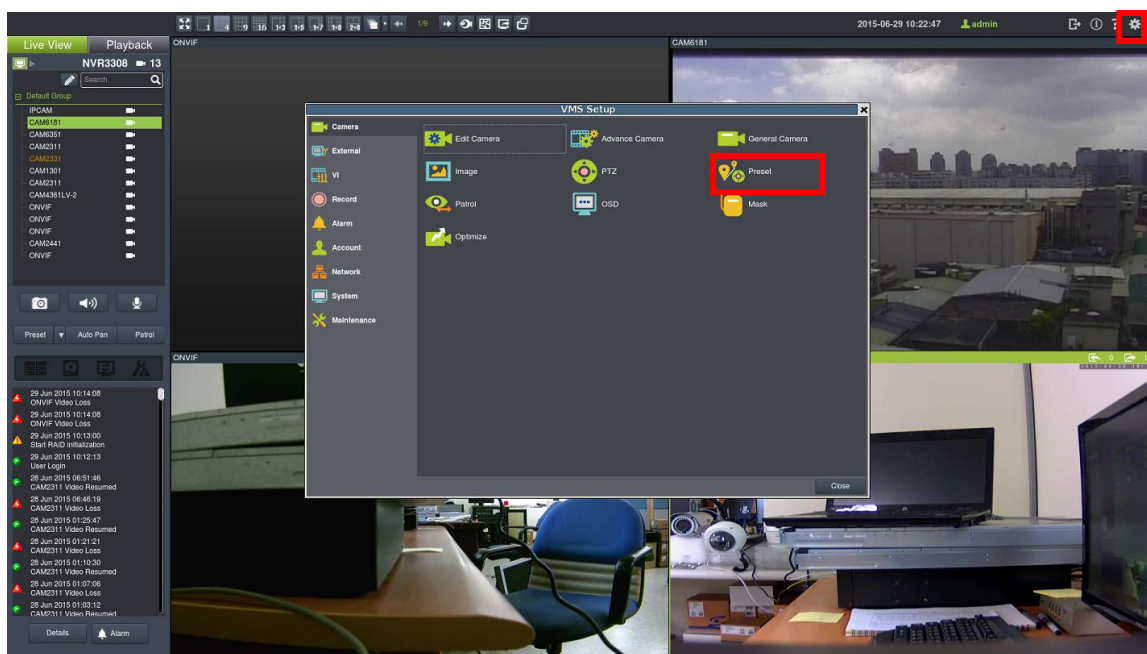 1/9
2015-06-29 10:22:47
admin
Live View
Playback
NVR3308
13
Search
Default Group
IPCAM
CAM6181
CAM6351
CAM2311
CAM2331
CAM1301
CAM2311
CAM4361LV-2
ONVIF
ONVIF
ONVIF
CAM2441
ONVIF
Preset
Auto Pan
Patrol
29 Jun 2015 10:14:08
ONVIF Video Loss
29 Jun 2015 10:14:08
ONVIF Video Loss
29 Jun 2015 10:13:00
Start RAID initialization
29 Jun 2015 10:12:13
User Login
28 Jun 2015 06:51:46
CAM2311 Video Resumed
28 Jun 2015 06:46:19
CAM2311 Video Loss
28 Jun 2015 01:25:47
CAM2311 Video Resumed
28 Jun 2015 01:21:21
CAM2311 Video Loss
28 Jun 2015 01:10:30
CAM2311 Video Resumed
28 Jun 2015 01:07:06
CAM2311 Video Loss
28 Jun 2015 01:03:12
CAM2311 Video Resumed
Details
Alarm
ONVIF
CAM6181
ONVIF
0
VMS Setup
Camera
External
VI
Record
Alarm
Account
Network
System
Maintenance
Edit Camera
Advance Camera
General Camera
Image
PTZ
Preset
Patrol
OSD
Mask
Optimize
Close